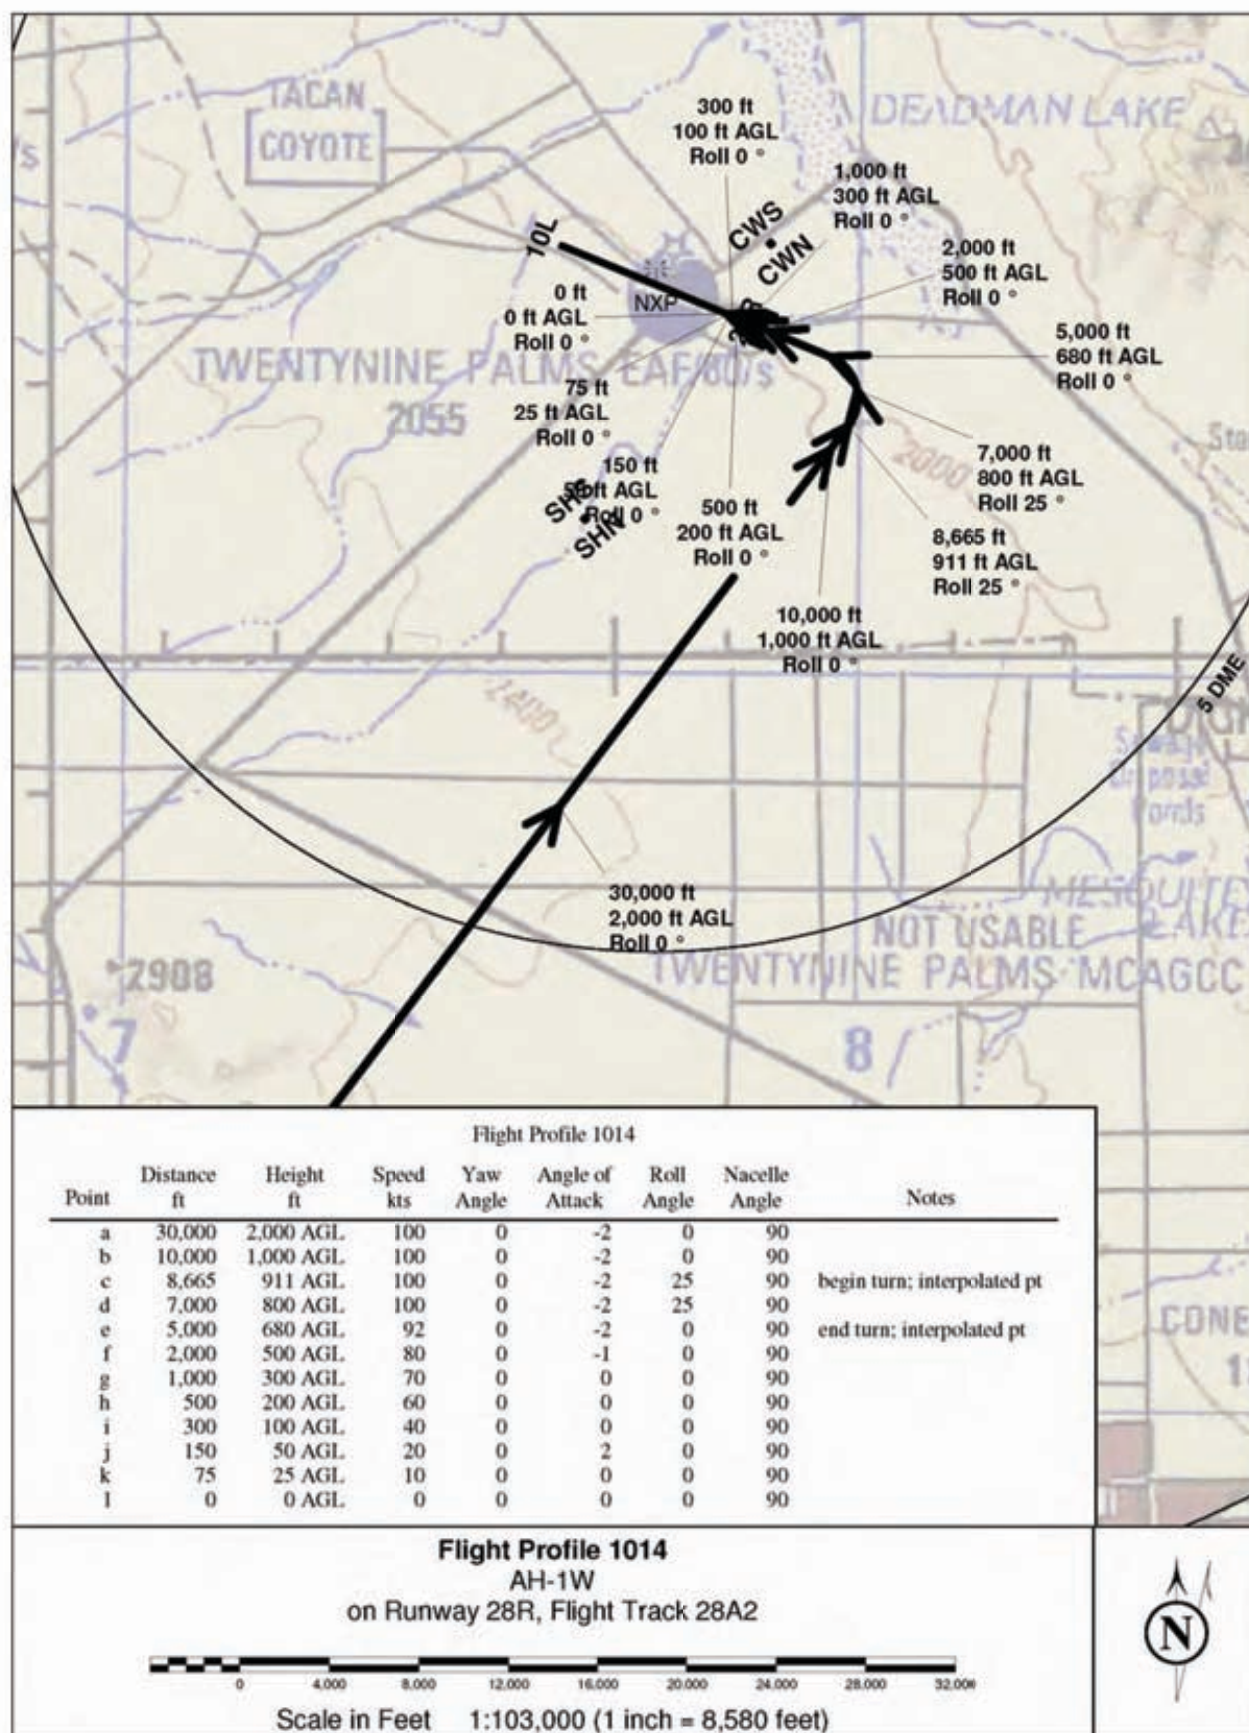 TACAN
COYOTE
DEADMAN LAKE
300 ft
100 ft AGL
Roll 0 °
1,000 ft
300 ft AGL
Roll 0 °
CWS
CWN
10L
2,000 ft
500 ft AGL
Roll 0 °
0 ft
0 ft AGL
Roll 0 °
NXP
5,000 ft
680 ft AGL
Roll 0 °
TWENTYNINE PALMS EAF/80/s
2055
75 ft
25 ft AGL
Roll 0 °
2000
7,000 ft
800 ft AGL
Roll 25 °
150 ft
ft AGL
Roll 0 °
SHS
SHN
500 ft
200 ft AGL
Roll 0 °
8,665 ft
911 ft AGL
Roll 25 °
10,000 ft
1,000 ft AGL
Roll 0 °
5 DME
2400
30,000 ft
2,000 ft AGL
Roll 0 °
MESQUITE
LAKE
NOT USABLE
TWENTYNINE PALMS MCAGCC
2908
7
8
Flight Profile 1014
Point Distance ft Height ft Speed kts Yaw Angle Angle of Attack Roll Angle Nacelle Angle Notes
a 30,000 2,000 AGL 100 0 -2 0 90
b 10,000 1,000 AGL 100 0 -2 0 90
c 8,665 911 AGL 100 0 -2 25 90 begin turn; interpolated pt
d 7,000 800 AGL 100 0 -2 25 90
e 5,000 680 AGL 92 0 -2 0 90 end turn; interpolated pt
f 2,000 500 AGL 80 0 -1 0 90
g 1,000 300 AGL 70 0 0 0 90
h 500 200 AGL 60 0 0 0 90
i 300 100 AGL 40 0 0 0 90
j 150 50 AGL 20 0 2 0 90
k 75 25 AGL 10 0 0 0 90
l 0 0 AGL 0 0 0 0 90
CONE
Flight Profile 1014
AH-1W
on Runway 28R, Flight Track 28A2
0 4,000 8,000 12,000 16,000 20,000 24,000 28,000 32,000
Scale in Feet 1:103,000 (1 inch = 8,580 feet)
N